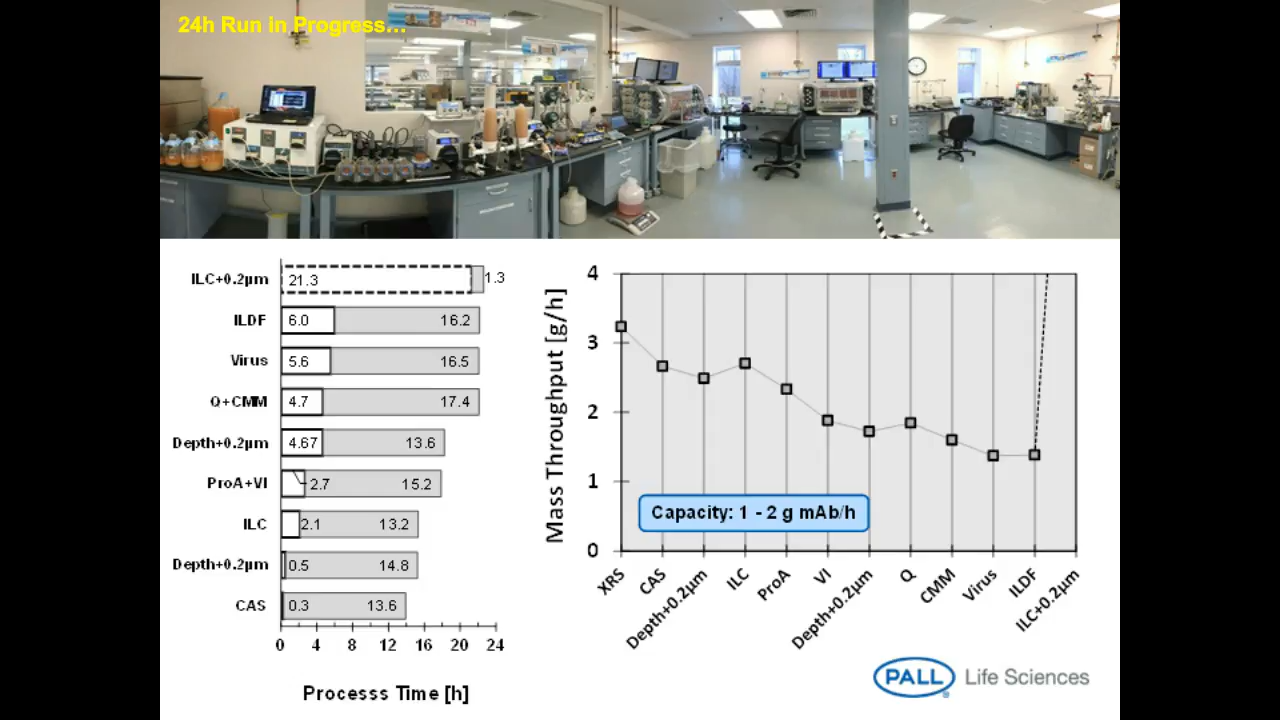 24h Run in Progress...
ILC+0.2µm 21.3 1.3
ILDF 6.0 16.2
Virus 5.6 16.5
Q+CMM 4.7 17.4
Depth+0.2µm 4.67 13.6
ProA+VI 2.7 15.2
ILC 2.1 13.2
Depth+0.2µm 0.5 14.8
CAS 0.3 13.6
0 4 8 12 16 20 24
Processs Time [h]
Mass Throughput [g/h]
4
3
2
1
0
Capacity: 1 - 2 g mAb/h
XRS CAS Depth+0.2µm ILC ProA VI Depth+0.2µm Q CMM Virus ILDF ILC+0.2µm
PALL Life Sciences